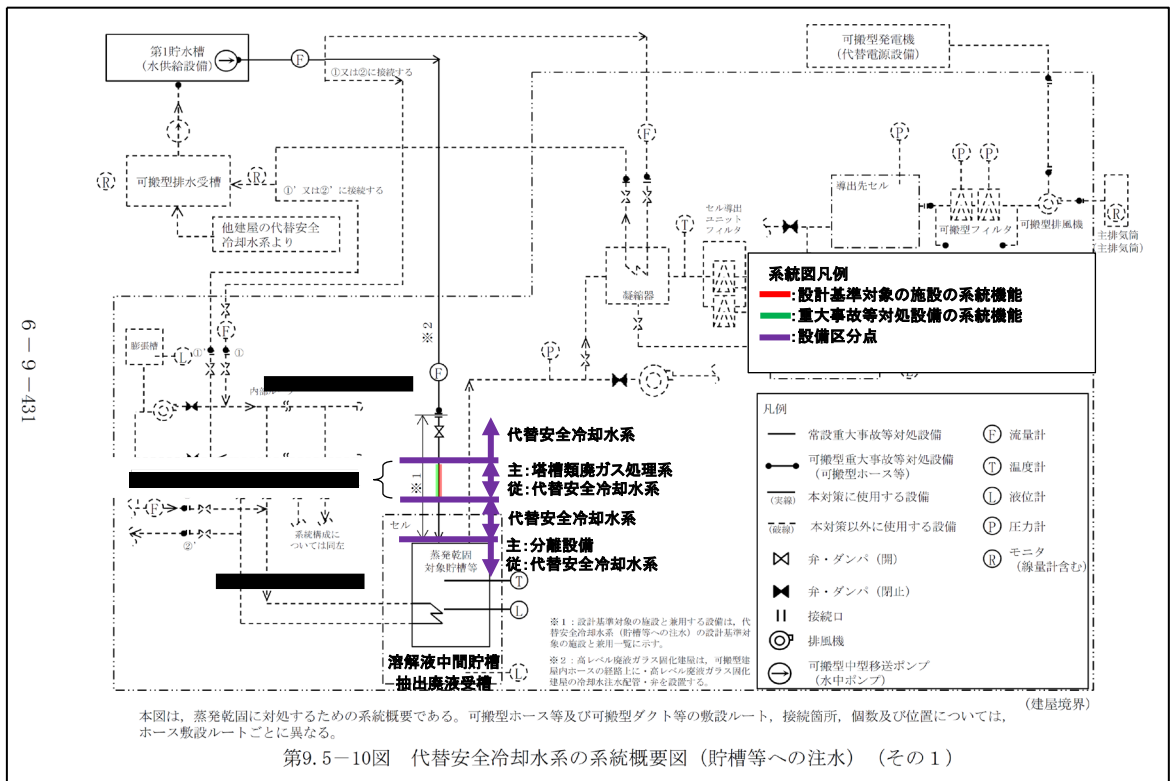 第1貯水槽
(水供給設備)
F
①又は②に接続する
可搬型発電機
(代替電源設備)
F
P
P
P
R
可搬型排水受槽
R
①’又は②’に接続する
他建屋の代替安全
冷却水系より
導出先セル
セル導出
ユニット
フィルタ
T
可搬型フィルタ
可搬型排風機
R
主排気筒
(主排気筒)
凝縮器
系統図凡例
:設計基準対象の施設の系統機能
:重大事故等対処設備の系統機能
:設備区分点
6-9-431
膨張槽
L
①’
F
①
※2
F
P
内部ル
代替安全冷却水系
主:塔槽類廃ガス処理系
従:代替安全冷却水系
※1
代替安全冷却水系
F
②’
系統構成に
ついては同左
セル
主:分離設備
従:代替安全冷却水系
蒸発乾固
対象貯槽等
T
L
L
溶解液中間貯槽
抽出廃液受槽
※1:設計基準対象の施設と兼用する設備は、代
替安全冷却水系(貯槽等への注水)の設計基準対
象の施設と兼用一覧に示す。
※2:高レベル廃液ガラス固化建屋は、可搬型建
屋内ホースの経路上に・高レベル廃液ガラス固化
建屋の冷却水注水配管・弁を設置する。
凡例
常設重大事故等対処設備
可搬型重大事故等対処設備
(可搬型ホース等)
(実線)
本対策に使用する設備
(破線)
本対策以外に使用する設備
弁・ダンパ(開)
弁・ダンパ(閉止)
接続口
排風機
可搬型中型移送ポンプ
(水中ポンプ)
F 流量計
T 温度計
L 液位計
P 圧力計
R モニタ
(線量計含む)
(建屋境界)
本図は,蒸発乾固に対処するための系統概要である。可搬型ホース等及び可搬型ダクト等の敷設ルート,接続箇所,個数及び位置については,
ホース敷設ルートごとに異なる。
第9.5-10図 代替安全冷却水系の系統概要図(貯槽等への注水)(その1)